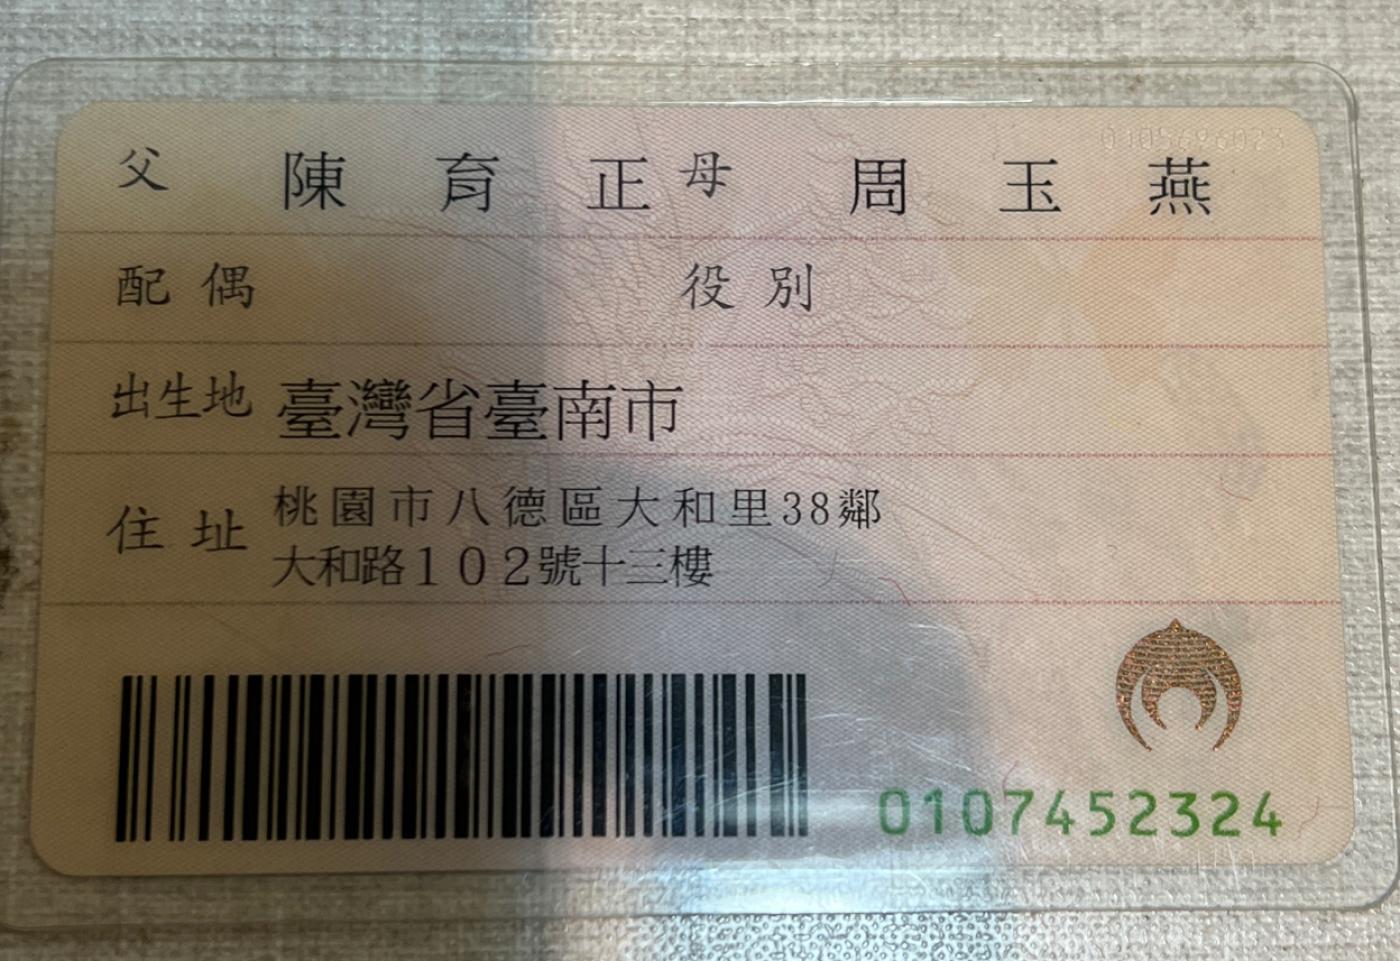 父 陳育正 母 周玉燕
配偶 役別
出生地 臺灣省臺南市
住址 桃園市八德區大和里38鄰
大和路102號十三樓
0107452324